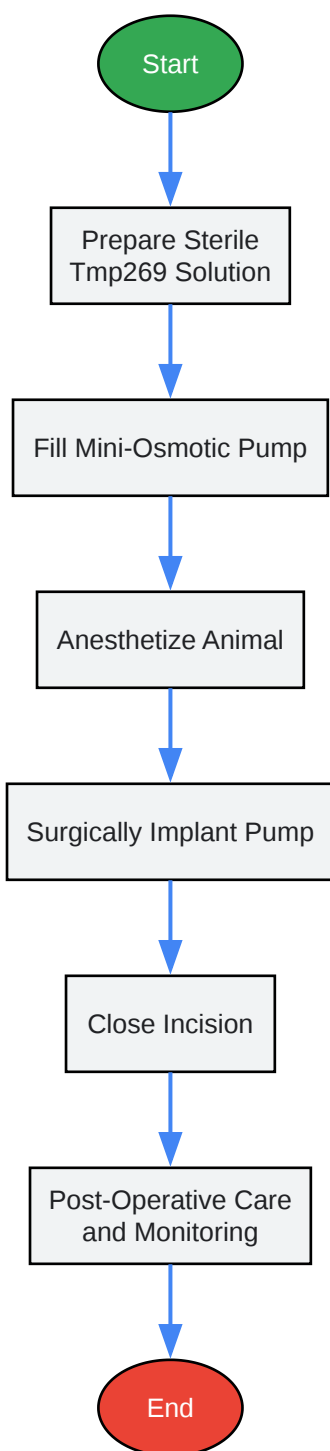 Start
Prepare Sterile
Tmp269 Solution
Fill Mini-Osmotic Pump
Anesthetize Animal
Surgically Implant Pump
Close Incision
Post-Operative Care
and Monitoring
End